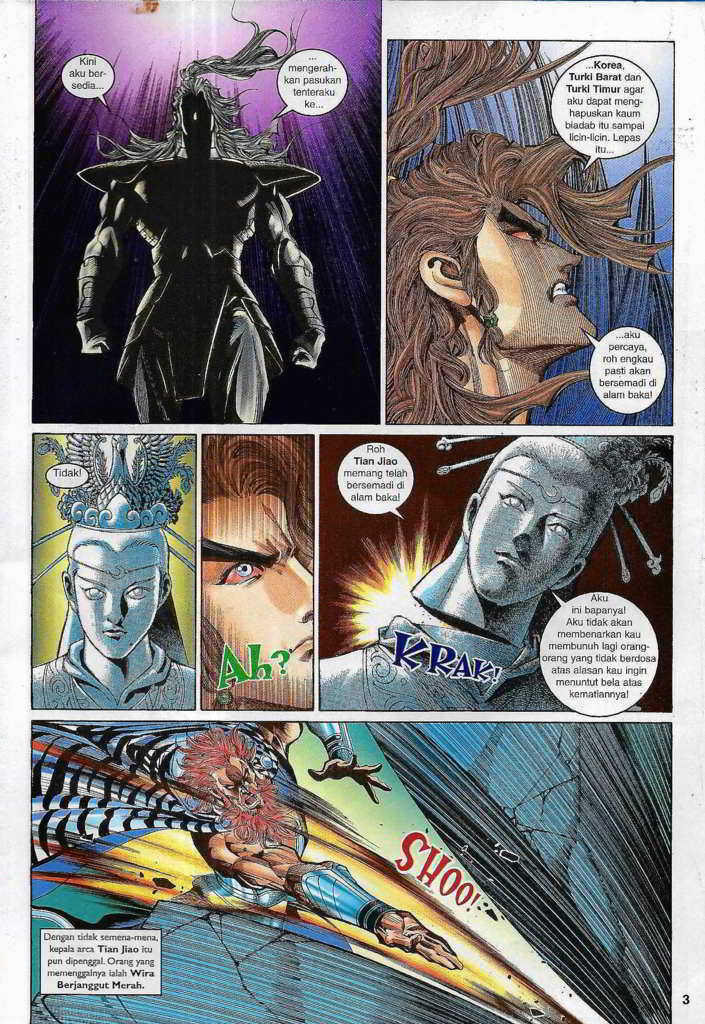 Kini
aku ber-
sedia...
...
mengerah-
kan pasukan
tenteraku
ke...
...Korea,
Turki Barat dan
Turki Timur agar
aku dapat meng-
hapuskan kaum
biadab itu sampai
licin-licin. Lepas
itu...
...aku
percaya,
roh engkau
pasti akan
bersemadi di
alam baka!
Tidak!
Ah?
Roh
Tian Jiao
memang telah
bersemadi di
alam baka!
KRAK!
Aku
ini bapanya!
Aku tidak akan
membenarkan kau
membunuh lagi orang-
orang yang tidak berdosa
atas alasan kau ingin
menuntut bela atas
kematiannya!
SHOO!
Dengan tidak semena-mena,
kepala arca Tian Jiao itu
pun dipenggal. Orang yang
memenggalnya ialah Wira
Berjanggut Merah.
3